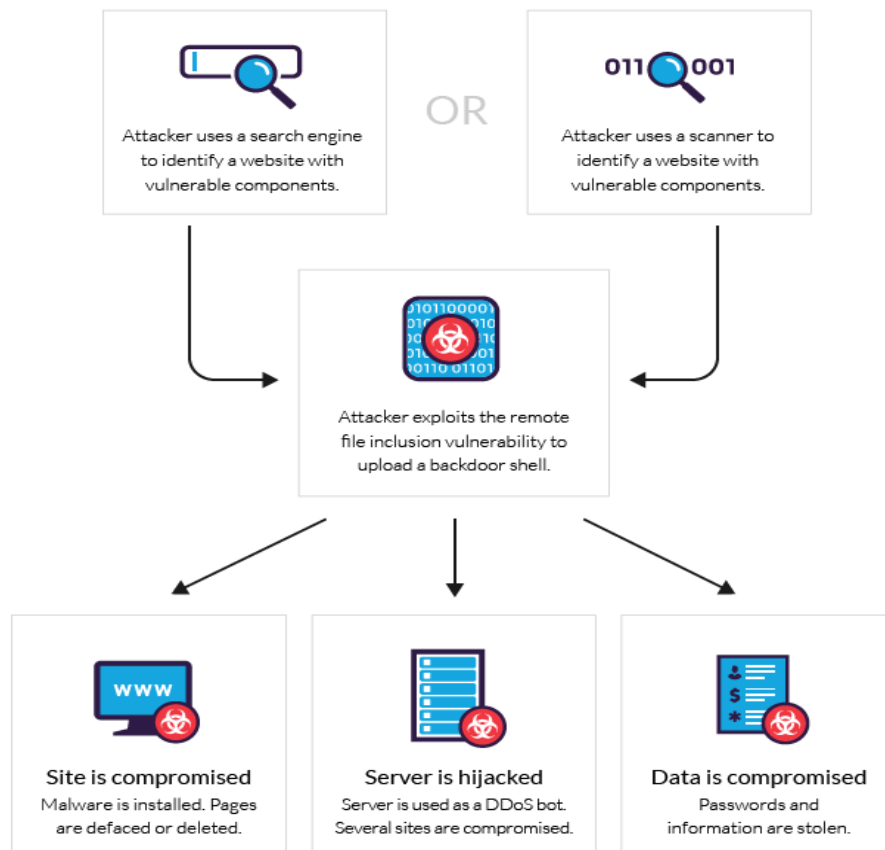 011 001
OR
Attacker uses a search engine
to identify a website with
vulnerable components.
Attacker uses a scanner to
identify a website with
vulnerable components.
Attacker exploits the remote
file inclusion vulnerability to
upload a backdoor shell.
www
Site is compromised
Malware is installed. Pages
are defaced or deleted.
Server is hijacked
Server is used as a DDoS bot.
Several sites are compromised.
$
*
Data is compromised
Passwords and
information are stolen.